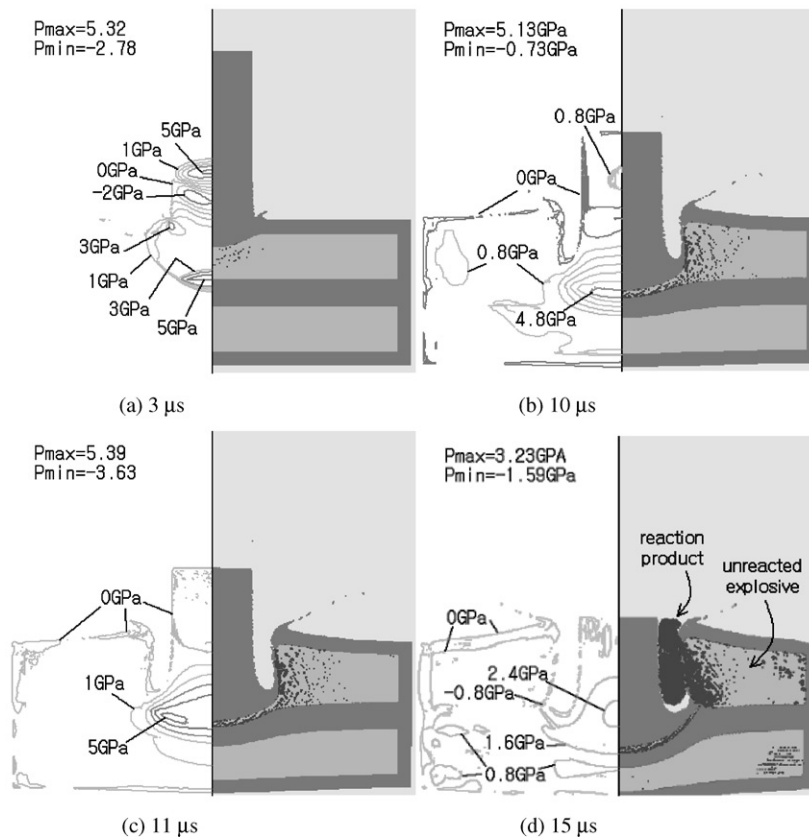 Pmax=5.32
Pmin=-2.78
5GPa
1GPa
0GPa
-2GPa
3GPa
1GPa
3GPa
5GPa
(a) 3 μs
Pmax=5.13GPa
Pmin=-0.73GPa
0.8GPa
0GPa
0.8GPa
4.8GPa
(b) 10 μs
Pmax=5.39
Pmin=-3.63
0GPa
1GPa
5GPa
(c) 11 μs
Pmax=3.23GPA
Pmin=-1.59GPa
reaction
product
unreacted
explosive
0GPa
2.4GPa
-0.8GPa
1.6GPa
0.8GPa
(d) 15 μs